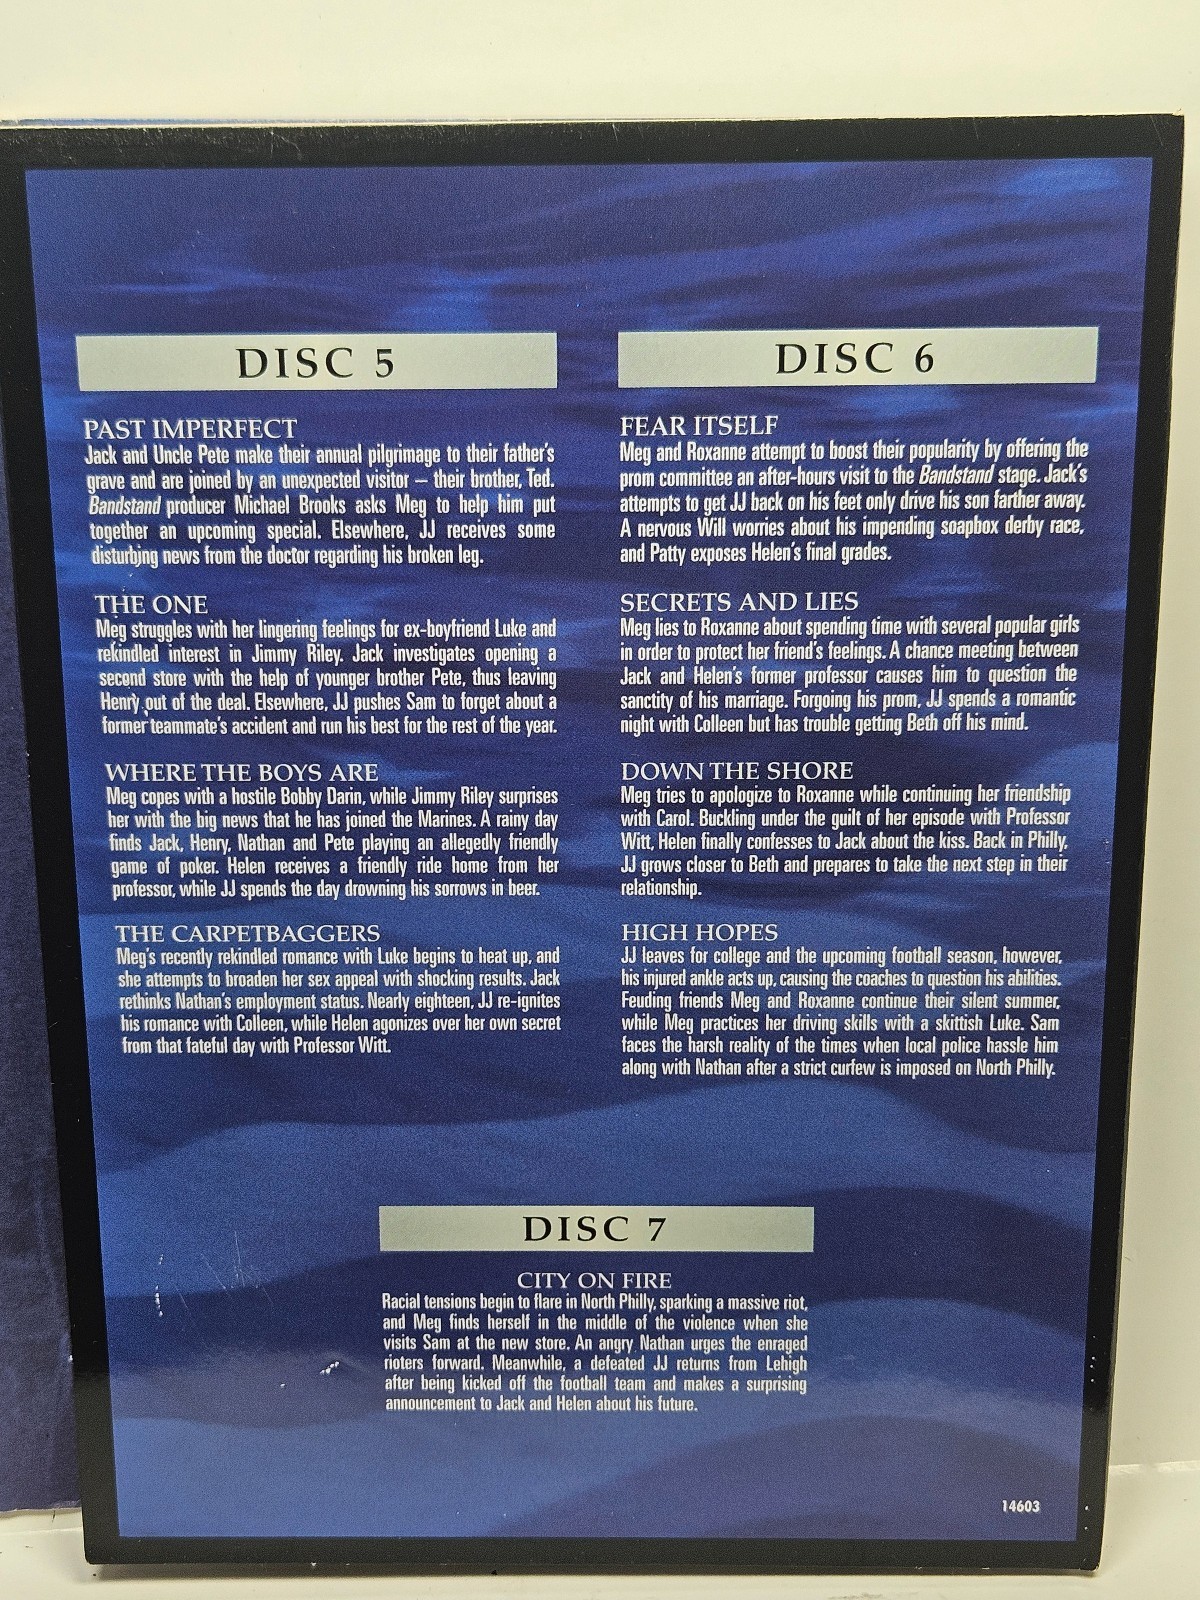 DISC 5
PAST IMPERFECT
Jack and Uncle Pete make their annual pilgrimage to their father's
grave and are joined by an unexpected visitor – their brother, Ted.
Bandstand producer Michael Brooks asks Meg to help him put
together an upcoming special. Elsewhere, JJ receives some
disturbing news from the doctor regarding his broken leg.
THE ONE
Meg struggles with her lingering feelings for ex-boyfriend Luke and
rekindled interest in Jimmy Riley. Jack investigates opening a
second store with the help of younger brother Pete, thus leaving
Henry out of the deal. Elsewhere, JJ pushes Sam to forget about a
former teammate's accident and run his best for the rest of the year.
WHERE THE BOYS ARE
Meg copes with a hostile Bobby Darin, while Jimmy Riley surprises
her with the big news that he has joined the Marines. A rainy day
finds Jack, Henry, Nathan and Pete playing an allegedly friendly
game of poker. Helen receives a friendly ride home from her
professor, while JJ spends the day drowning his sorrows in beer.
THE CARPETBAGGERS
Meg's recently rekindled romance with Luke begins to heat up, and
she attempts to broaden her sex appeal with shocking results. Jack
rethinks Nathan's employment status. Nearly eighteen, JJ re-ignites
his romance with Colleen, while Helen agonizes over her own secret
from that fateful day with Professor Witt.
DISC 6
FEAR ITSELF
Meg and Roxanne attempt to boost their popularity by offering the
prom committee an after-hours visit to the Bandstand stage. Jack's
attempts to get JJ back on his feet only drive his son farther away.
A nervous Will worries about his impending soapbox derby race,
and Patty exposes Helen's final grades.
SECRETS AND LIES
Meg lies to Roxanne about spending time with several popular girls
in order to protect her friend's feelings. A chance meeting between
Jack and Helen's former professor causes him to question the
sanctity of his marriage. Forgoing his prom, JJ spends a romantic
night with Colleen but has trouble getting Beth off his mind.
DOWN THE SHORE
Meg tries to apologize to Roxanne while continuing her friendship
with Carol. Buckling under the guilt of her episode with Professor
Witt, Helen finally confesses to Jack about the kiss. Back in Philly,
JJ grows closer to Beth and prepares to take the next step in their
relationship.
HIGH HOPES
JJ leaves for college and the upcoming football season, however,
his injured ankle acts up, causing the coaches to question his abilities.
Feuding friends Meg and Roxanne continue their silent summer,
while Meg practices her driving skills with a skittish Luke. Sam
faces the harsh reality of the times when local police hassle him
along with Nathan after a strict curfew is imposed on North Philly.
DISC 7
CITY ON FIRE
Racial tensions begin to flare in North Philly, sparking a massive riot,
and Meg finds herself in the middle of the violence when she
visits Sam at the new store. An angry Nathan urges the enraged
rioters forward. Meanwhile, a defeated JJ returns from Lehigh
after being kicked off the football team and makes a surprising
announcement to Jack and Helen about his future.
14603